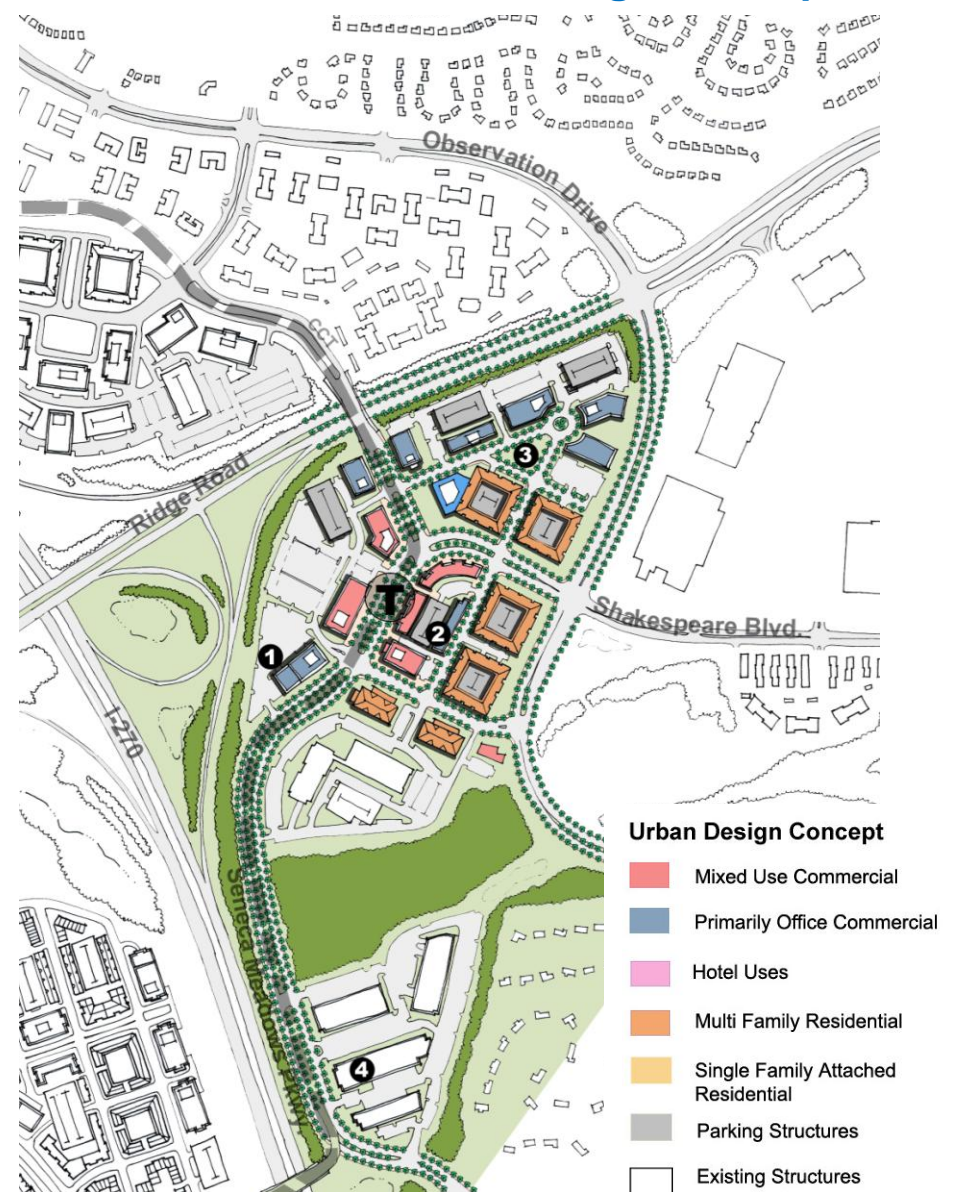 Observation Drive
CCT
Ridge Road
3
T
2
Shakespeare Blvd.
1
I-270
Seneca Meadows Pkwy
4
Urban Design Concept
Mixed Use Commercial
Primarily Office Commercial
Hotel Uses
Multi Family Residential
Single Family Attached
Residential
Parking Structures
Existing Structures